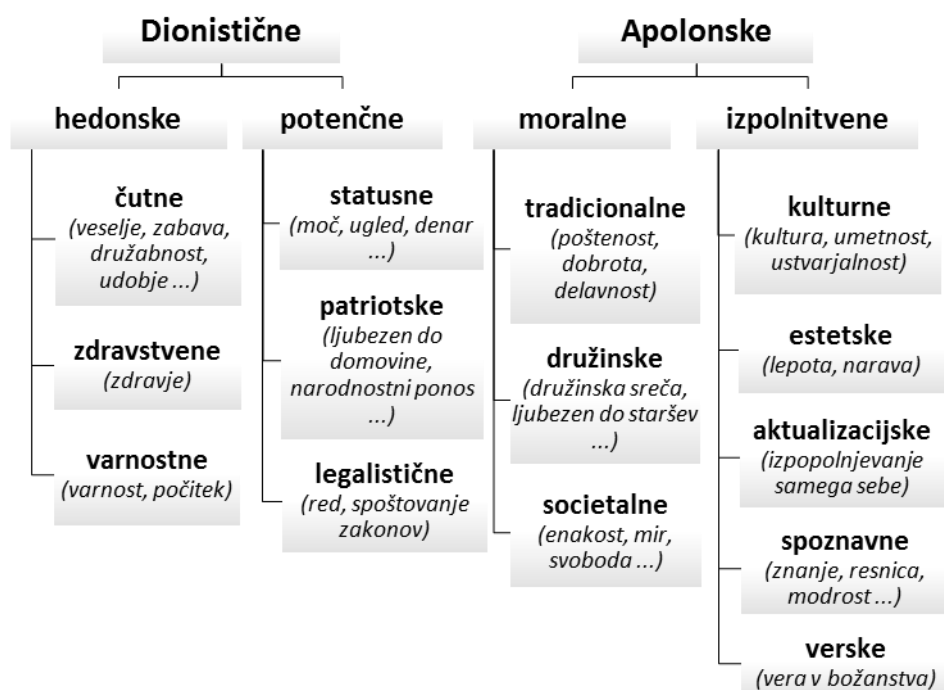 Dionistične
Apolonske
hedonske
potenčne
moralne
izpolnitvene
čutne
(veselje, zabava,
družabnost,
udobje ...)
zdravstvene
(zdravje)
varnostne
(varnost, počitek)
statusne
(moč, ugled, denar
...)
patriotske
(ljubezen do
domovine,
narodnostni ponos
...)
legalistične
(red, spoštovanje
zakonov)
tradicionalne
(poštenost,
dobrota,
delavnost)
družinske
(družinska sreča,
ljubezen do staršev
...)
societalne
(enakost, mir,
svoboda ...)
kulturne
(kultura, umetnost,
ustvarjalnost)
estetske
(lepota, narava)
aktualizacijske
(izpopolnjevanje
samega sebe)
spoznavne
(znanje, resnica,
modrost ...)
verske
(vera v božanstva)